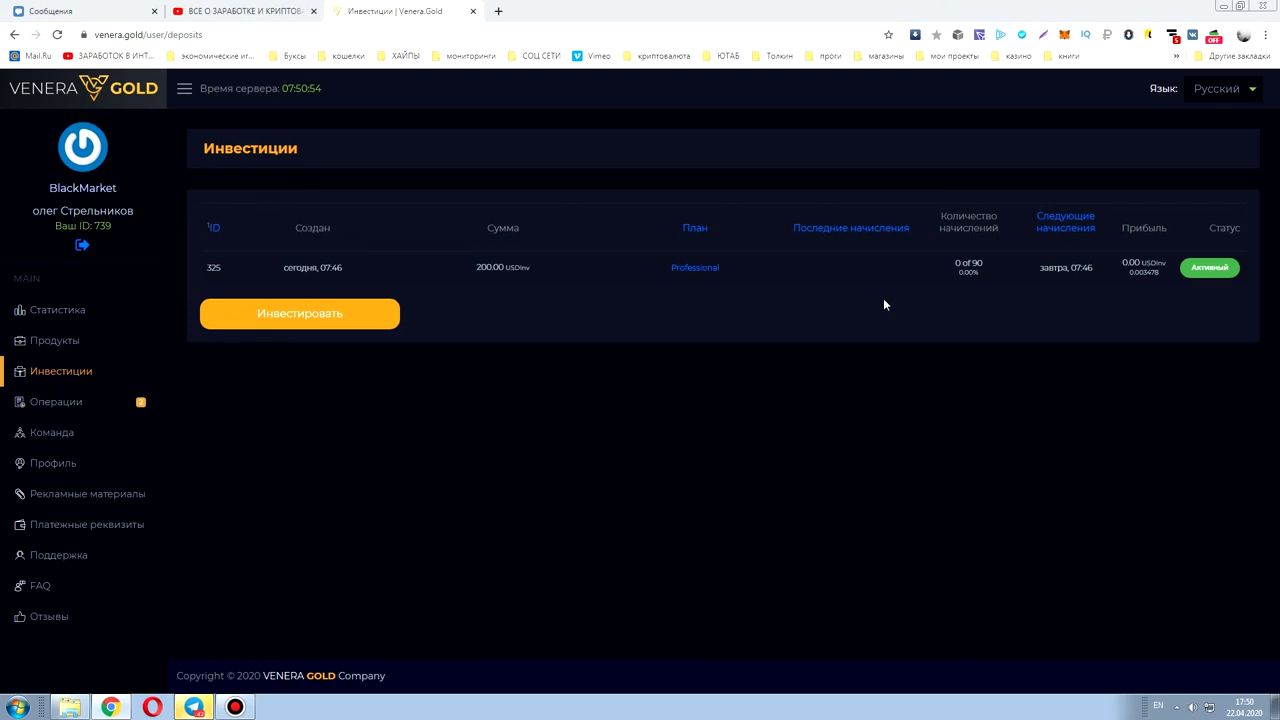 Сообщения
ВСЕ О ЗАРАБОТКЕ И КРИПТОВА
Инвестиции | Venera.Gold
venera.gold/user/deposits
Mail.Ru
ЗАРАБОТОК В ИНТ...
экономические иг...
Буксы
кошелки
ХАЙПЫ
мониторинги
СОЦ СЕТИ
Vimeo
криптовалюта
ЮТАБ
Толкин
проги
магазины
мои проекты
казино
книги
»
Другие закладки
VENERA GOLD
Время сервера: 07:50:54
Язык:
Русский
BlackMarket
олег Стрельников
Ваш ID: 739
MAIN
Статистика
Продукты
Инвестиции
Операции 2
Команда
Профиль
Рекламные материалы
Платежные реквизиты
Поддержка
FAQ
Отзывы
Инвестиции
ID
Создан
Сумма
План
Последние начисления
Количество
начислений
Следующие
начисления
Прибыль
Статус
325
сегодня, 07:46
200.00 USDInv
Professional
0 of 90
0.00%
завтра, 07:46
0.00 USDInv
0.003478
Активный
Инвестировать
Copyright © 2020 VENERA GOLD Company
EN
17:50
22.04.2020